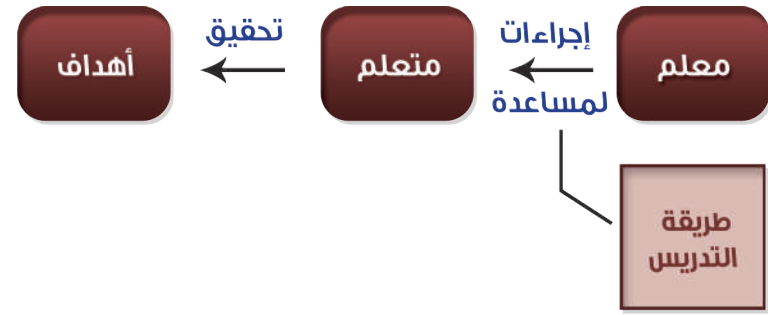 معلم
إجراءات
لمساعدة
متعلم
تحقيق
أهداف
طريقة
التدريس